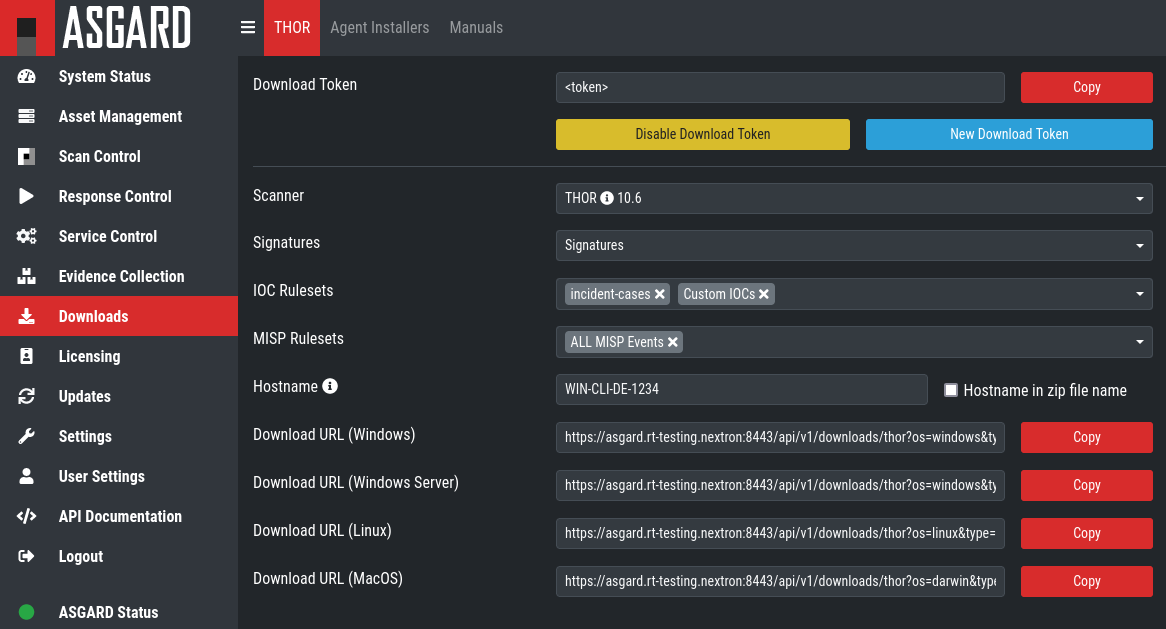 ASGARD
THOR Agent Installers Manuals
System Status
Asset Management
Scan Control
Response Control
Service Control
Evidence Collection
Downloads
Licensing
Updates
Settings
User Settings
API Documentation
Logout
ASGARD Status
Download Token <token> Copy
Disable Download Token New Download Token
Scanner THOR 10.6
Signatures Signatures
IOC Rulesets incident-cases Custom IOCs
MISP Rulesets ALL MISP Events
Hostname WIN-CLI-DE-1234 Hostname in zip file name
Download URL (Windows) https://asgard.rt-testing.nextron:8443/api/v1/downloads/thor?os=windows&ty Copy
Download URL (Windows Server) https://asgard.rt-testing.nextron:8443/api/v1/downloads/thor?os=windows&ty Copy
Download URL (Linux) https://asgard.rt-testing.nextron:8443/api/v1/downloads/thor?os=linux&type= Copy
Download URL (MacOS) https://asgard.rt-testing.nextron:8443/api/v1/downloads/thor?os=darwin&type Copy